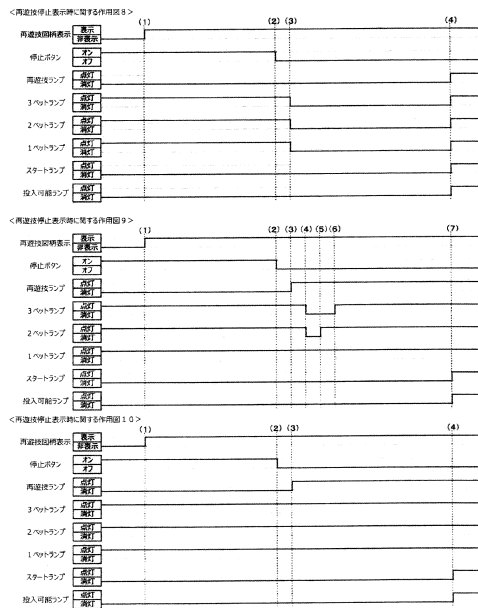 <再遊技停止表示時に関する作用図8>
(1) (2) (3) (4)
再遊技図柄表示 表示 非表示
停止ボタン オン オフ
再遊技ランプ 点灯 消灯
3ベットランプ 点灯 消灯
2ベットランプ 点灯 消灯
1ベットランプ 点灯 消灯
スタートランプ 点灯 消灯
投入可能ランプ 点灯 消灯
<再遊技停止表示時に関する作用図9>
(1) (2) (3) (4) (5) (6) (7)
再遊技図柄表示 表示 非表示
停止ボタン オン オフ
再遊技ランプ 点灯 消灯
3ベットランプ 点灯 消灯
2ベットランプ 点灯 消灯
1ベットランプ 点灯 消灯
スタートランプ 点灯 消灯
投入可能ランプ 点灯 消灯
<再遊技停止表示時に関する作用図10>
(1) (2) (3) (4)
再遊技図柄表示 表示 非表示
停止ボタン オン オフ
再遊技ランプ 点灯 消灯
3ベットランプ 点灯 消灯
2ベットランプ 点灯 消灯
1ベットランプ 点灯 消灯
スタートランプ 点灯 消灯
投入可能ランプ 点灯 消灯